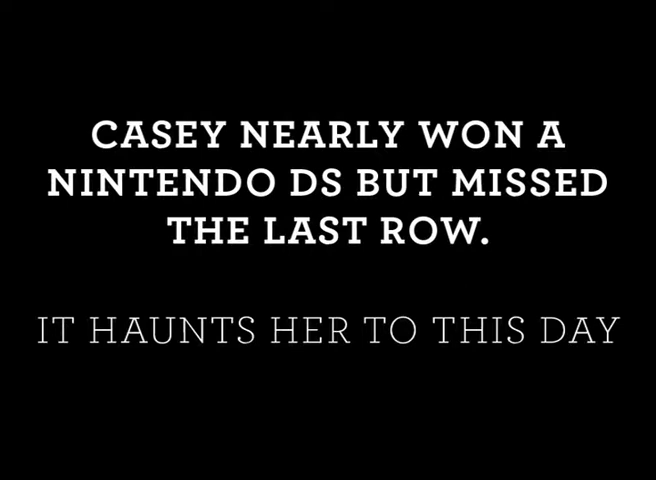 CASEY NEARLY WON A
NINTENDO DS BUT MISSED
THE LAST ROW.
IT HAUNTS HER TO THIS DAY